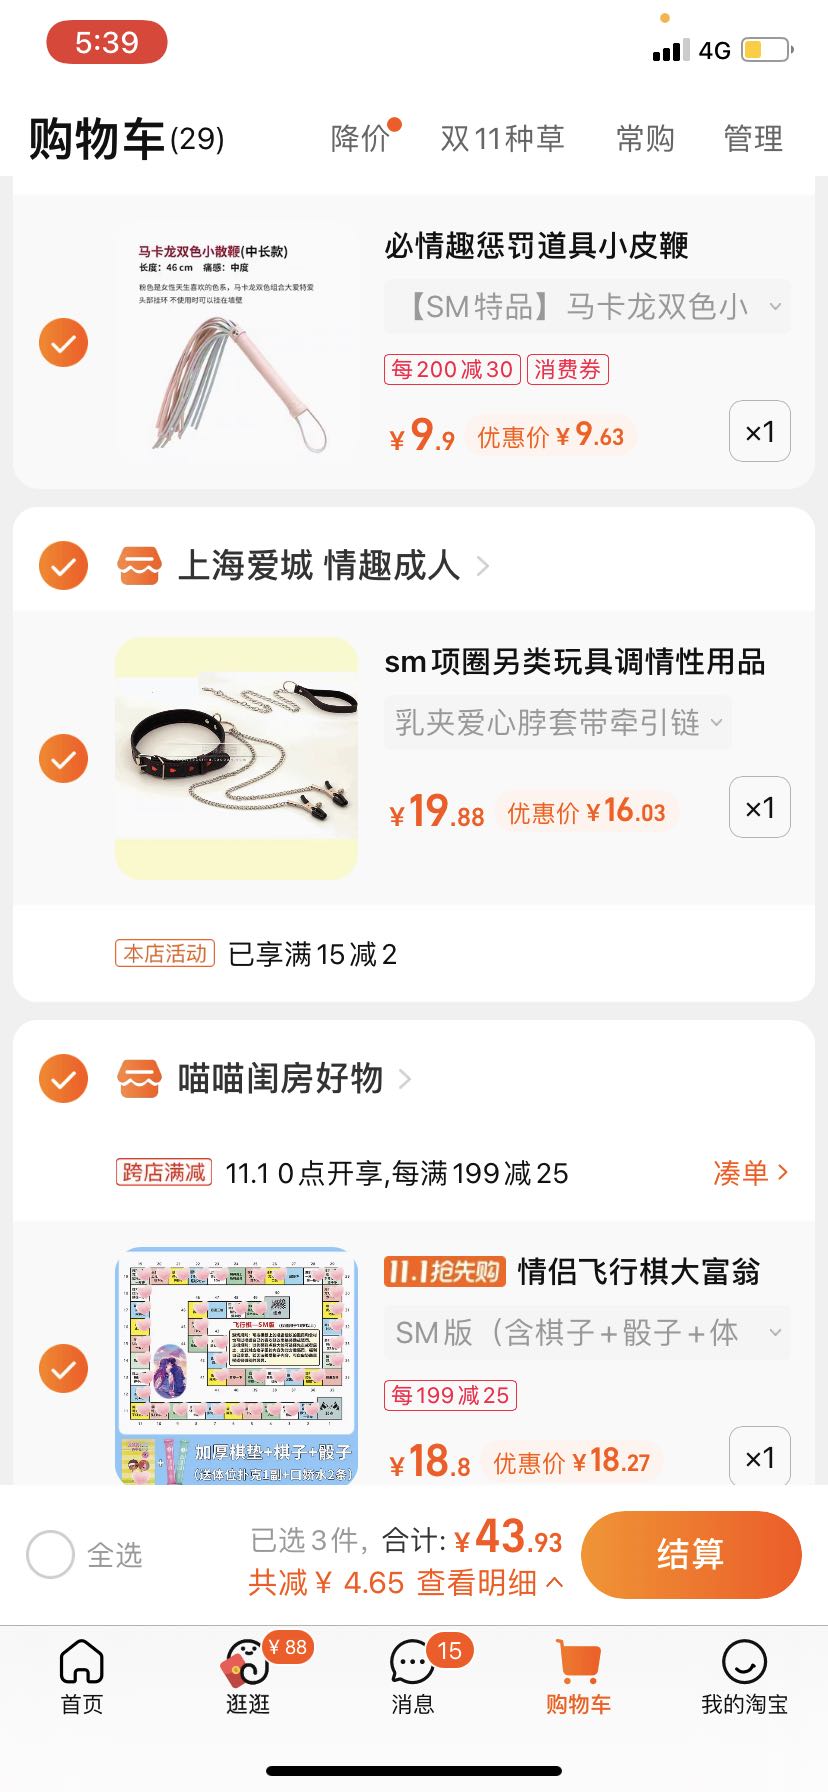 5:39
4G
购物车(29)
降价
双11种草
常购
管理
马卡龙双色小散鞭(中长款)
长度：46cm 痛感：中度
粉色是女性天生喜欢的色系，马卡龙双色组合大爱特爱
头部挂环 不使用时可以挂在墙壁
必情趣惩罚道具小皮鞭
【SM特品】马卡龙双色小
每200减30
消费券
¥9.9
优惠价¥9.63
×1
上海爱城 情趣成人
sm项圈另类玩具调情性用品
乳夹爱心脖套带牵引链
¥19.88
优惠价¥16.03
×1
本店活动
已享满15减2
喵喵闺房好物
跨店满减
11.1 0点开享,每满199减25
凑单
飞行棋—SM版
加厚棋垫+棋子+骰子
(送体位扑克1副+口娇水2条)
11.1抢先购
情侣飞行棋大富翁
SM版（含棋子+骰子+体
每199减25
¥18.8
优惠价¥18.27
×1
全选
已选3件，合计:¥43.93
共减¥ 4.65 查看明细
结算
首页
¥88
逛逛
15
消息
购物车
我的淘宝